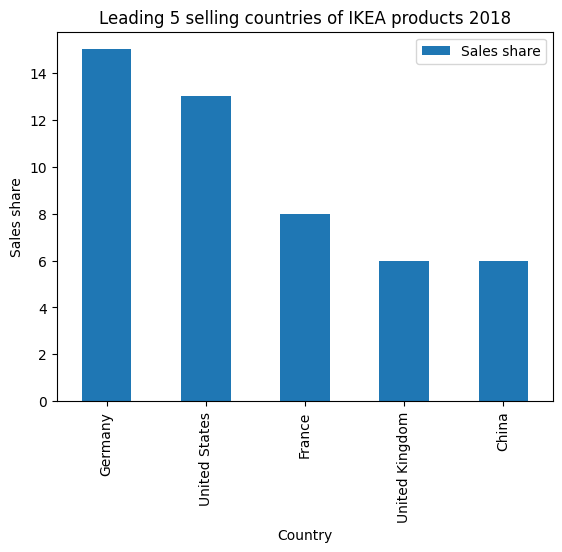 Leading 5 selling countries of IKEA products 2018
Sales share
14
12
10
8
6
4
2
0
Sales share
Germany
United States
France
United Kingdom
China
Country